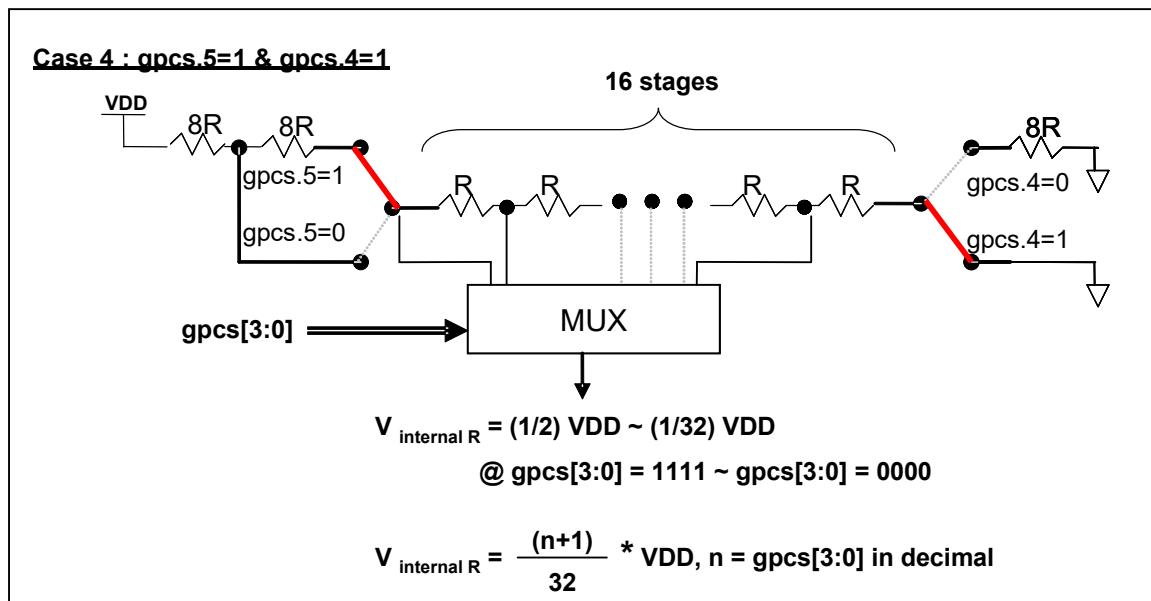 Case 4 : gpcs.5=1 & gpcs.4=1
16 stages
VDD
8R
8R
8R
gpcs.5=1
gpcs.4=0
R
R
R
R
gpcs.5=0
gpcs.4=1
gpcs[3:0]
MUX
V internal R = (1/2) VDD ~ (1/32) VDD
@ gpcs[3:0] = 1111 ~ gpcs[3:0] = 0000
V internal R = (n+1) / 32 * VDD, n = gpcs[3:0] in decimal